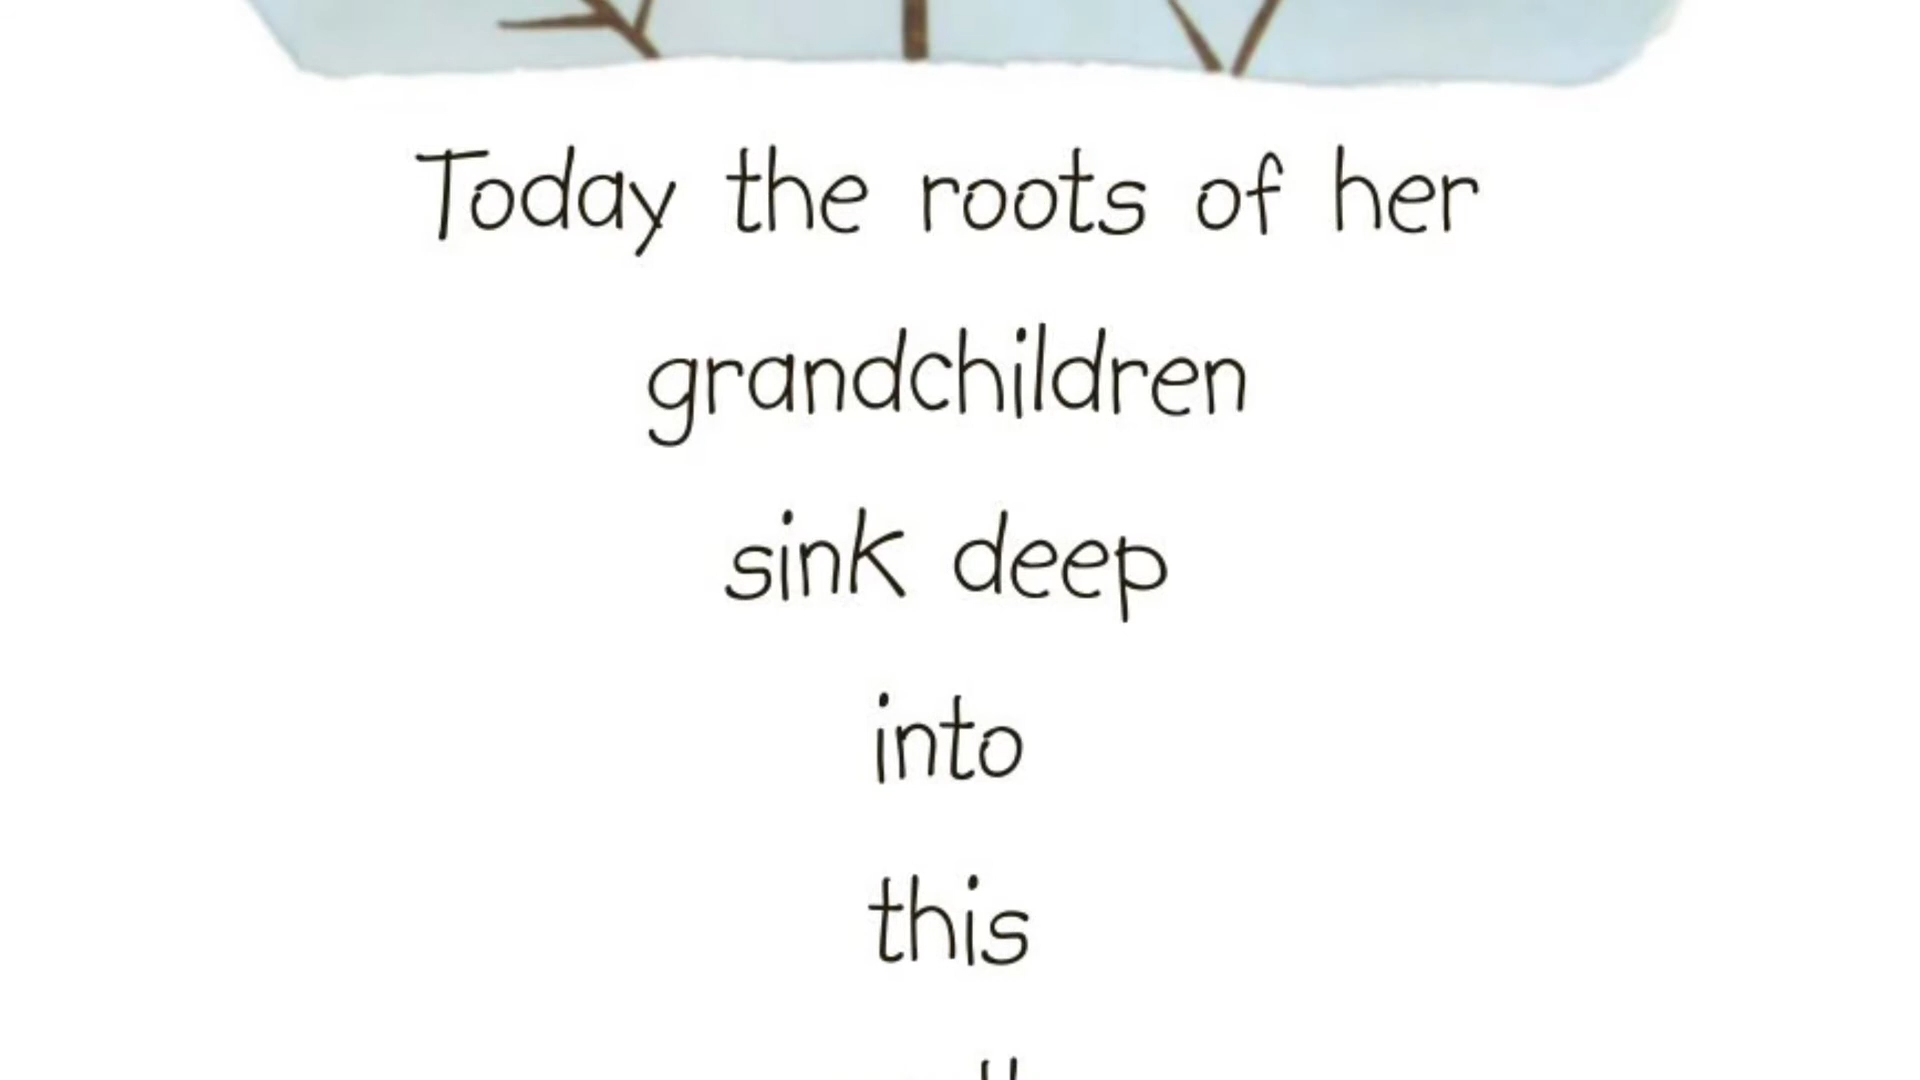 Today the roots of her
grandchildren
sink deep
into
this